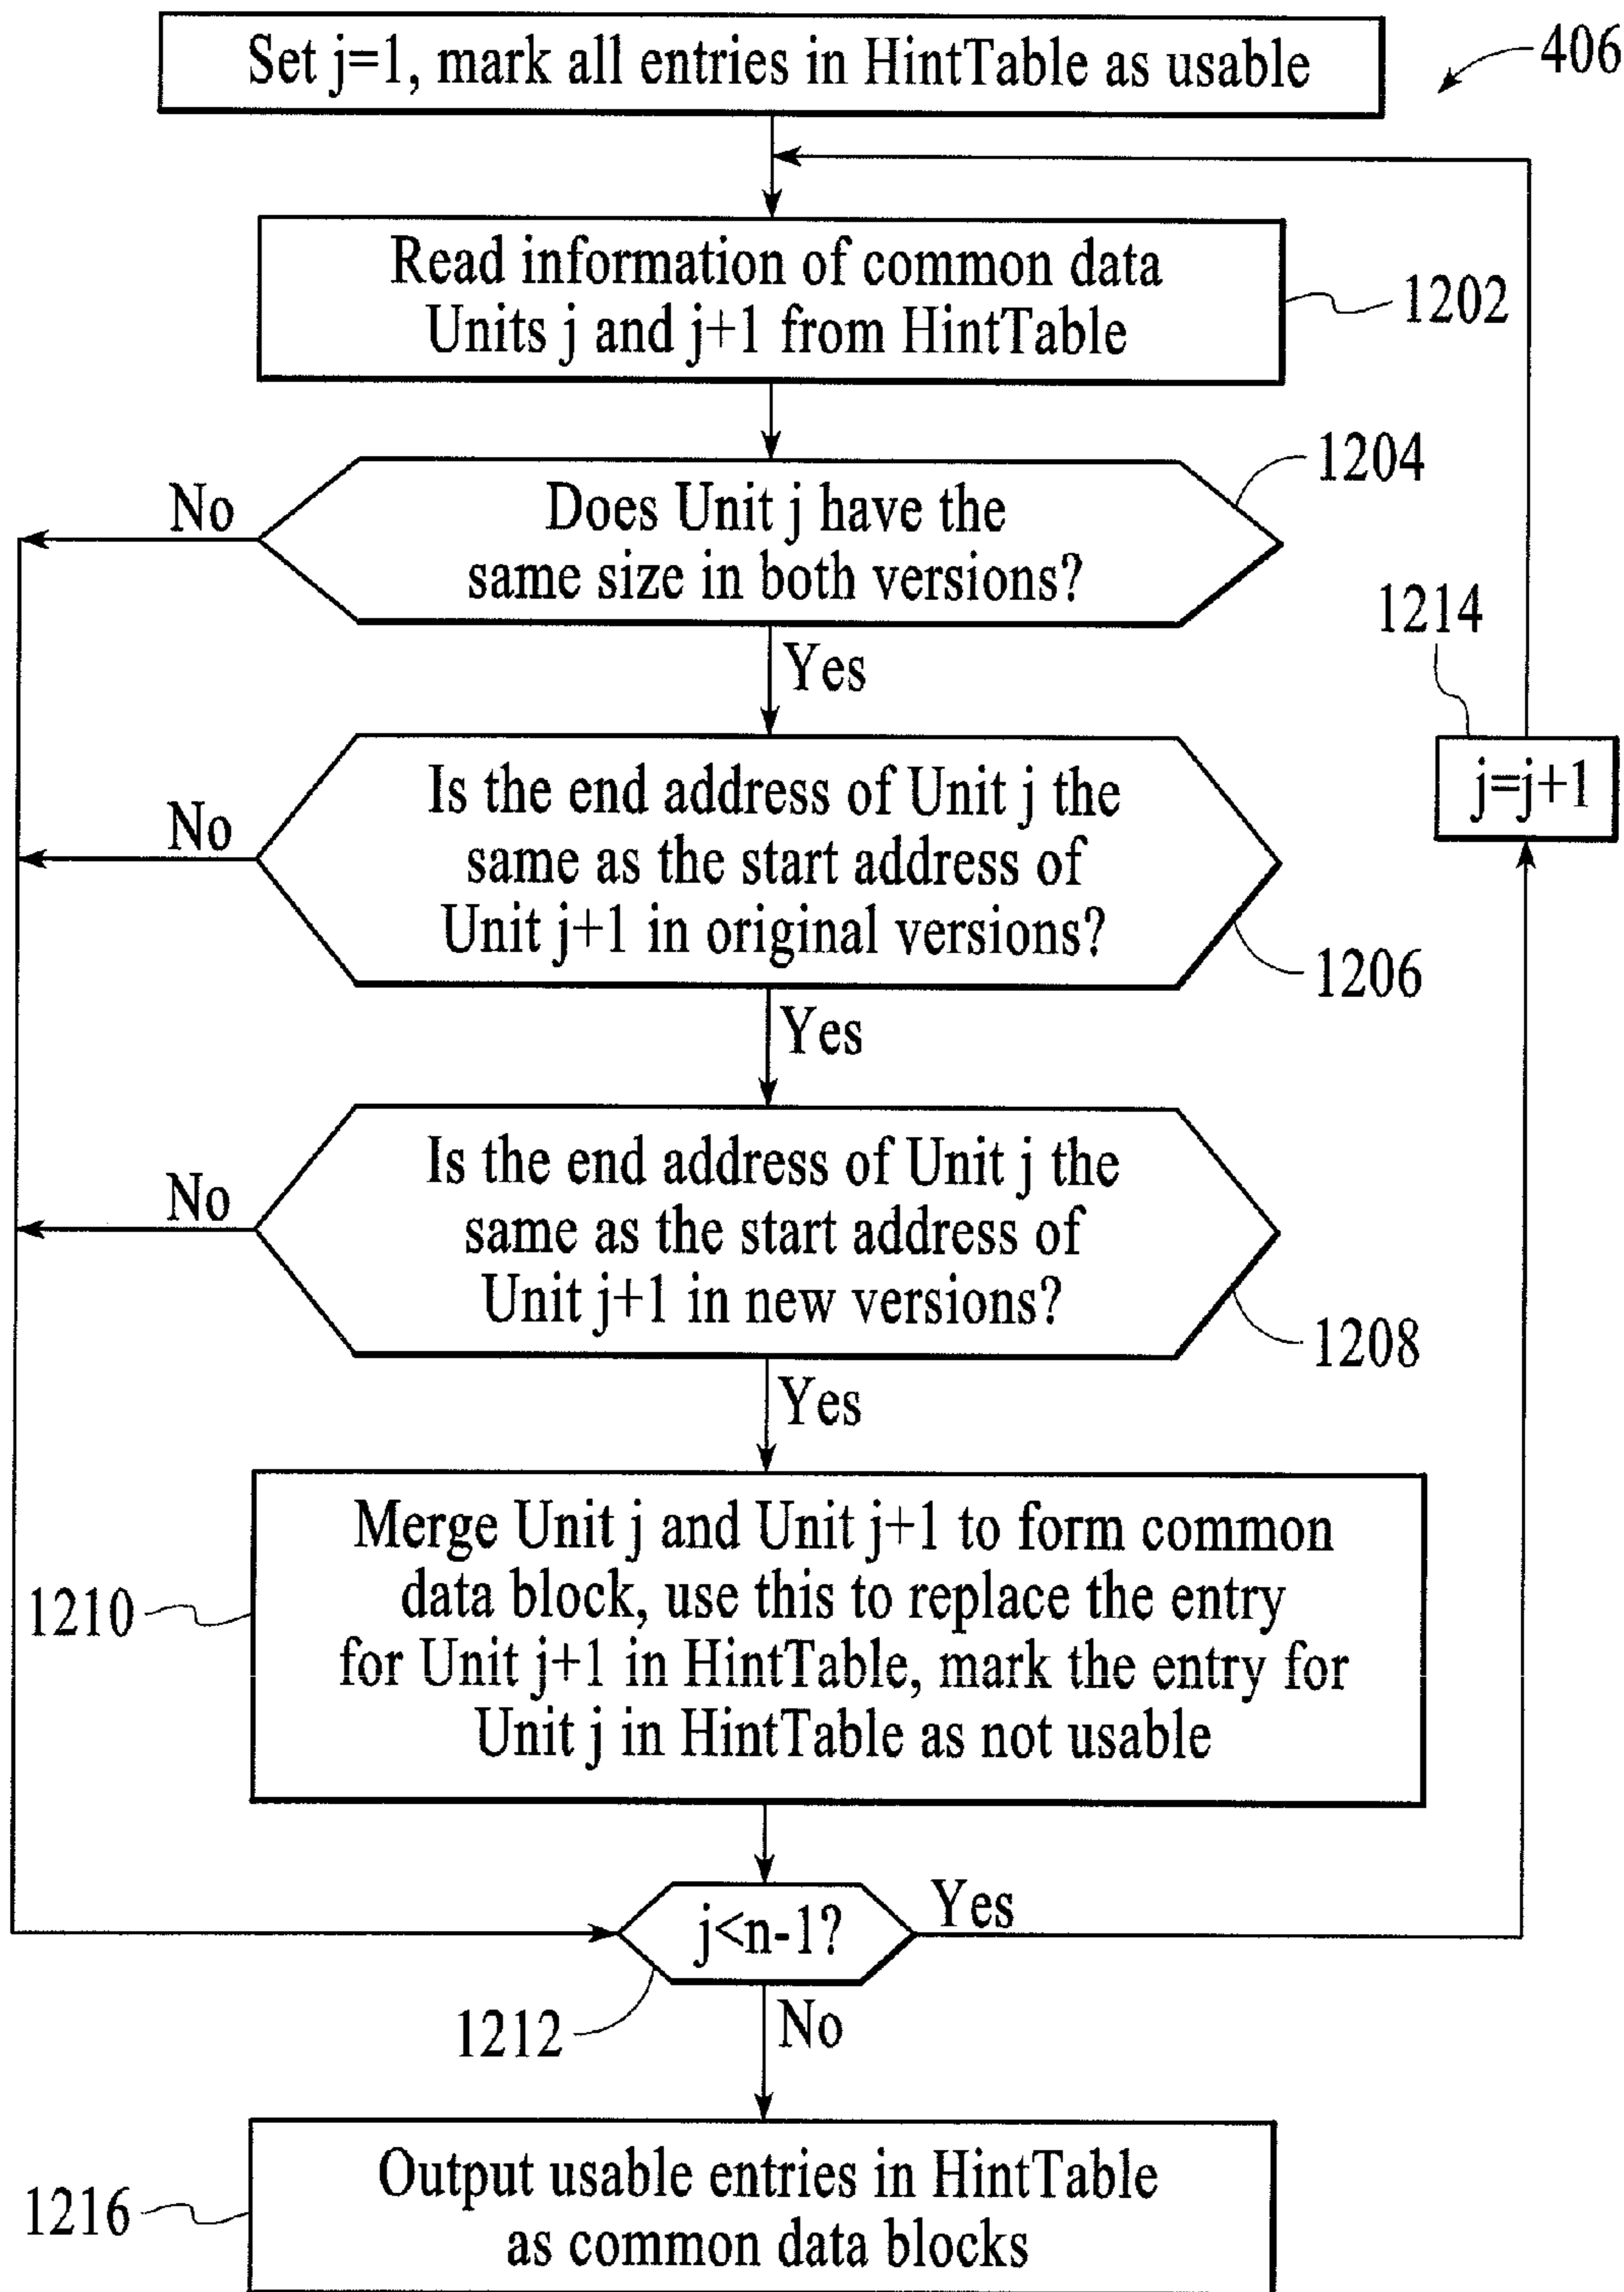 Set j=1, mark all entries in HintTable as usable
406
Read information of common data
Units j and j+1 from HintTable
1202
Does Unit j have the
same size in both versions?
1204
No
Yes
1214
j=j+1
Is the end address of Unit j the
same as the start address of
Unit j+1 in original versions?
No
1206
Yes
Is the end address of Unit j the
same as the start address of
Unit j+1 in new versions?
No
1208
Yes
Merge Unit j and Unit j+1 to form common
data block, use this to replace the entry
for Unit j+1 in HintTable, mark the entry for
Unit j in HintTable as not usable
1210
j<n-1?
Yes
1212
No
Output usable entries in HintTable
as common data blocks
1216